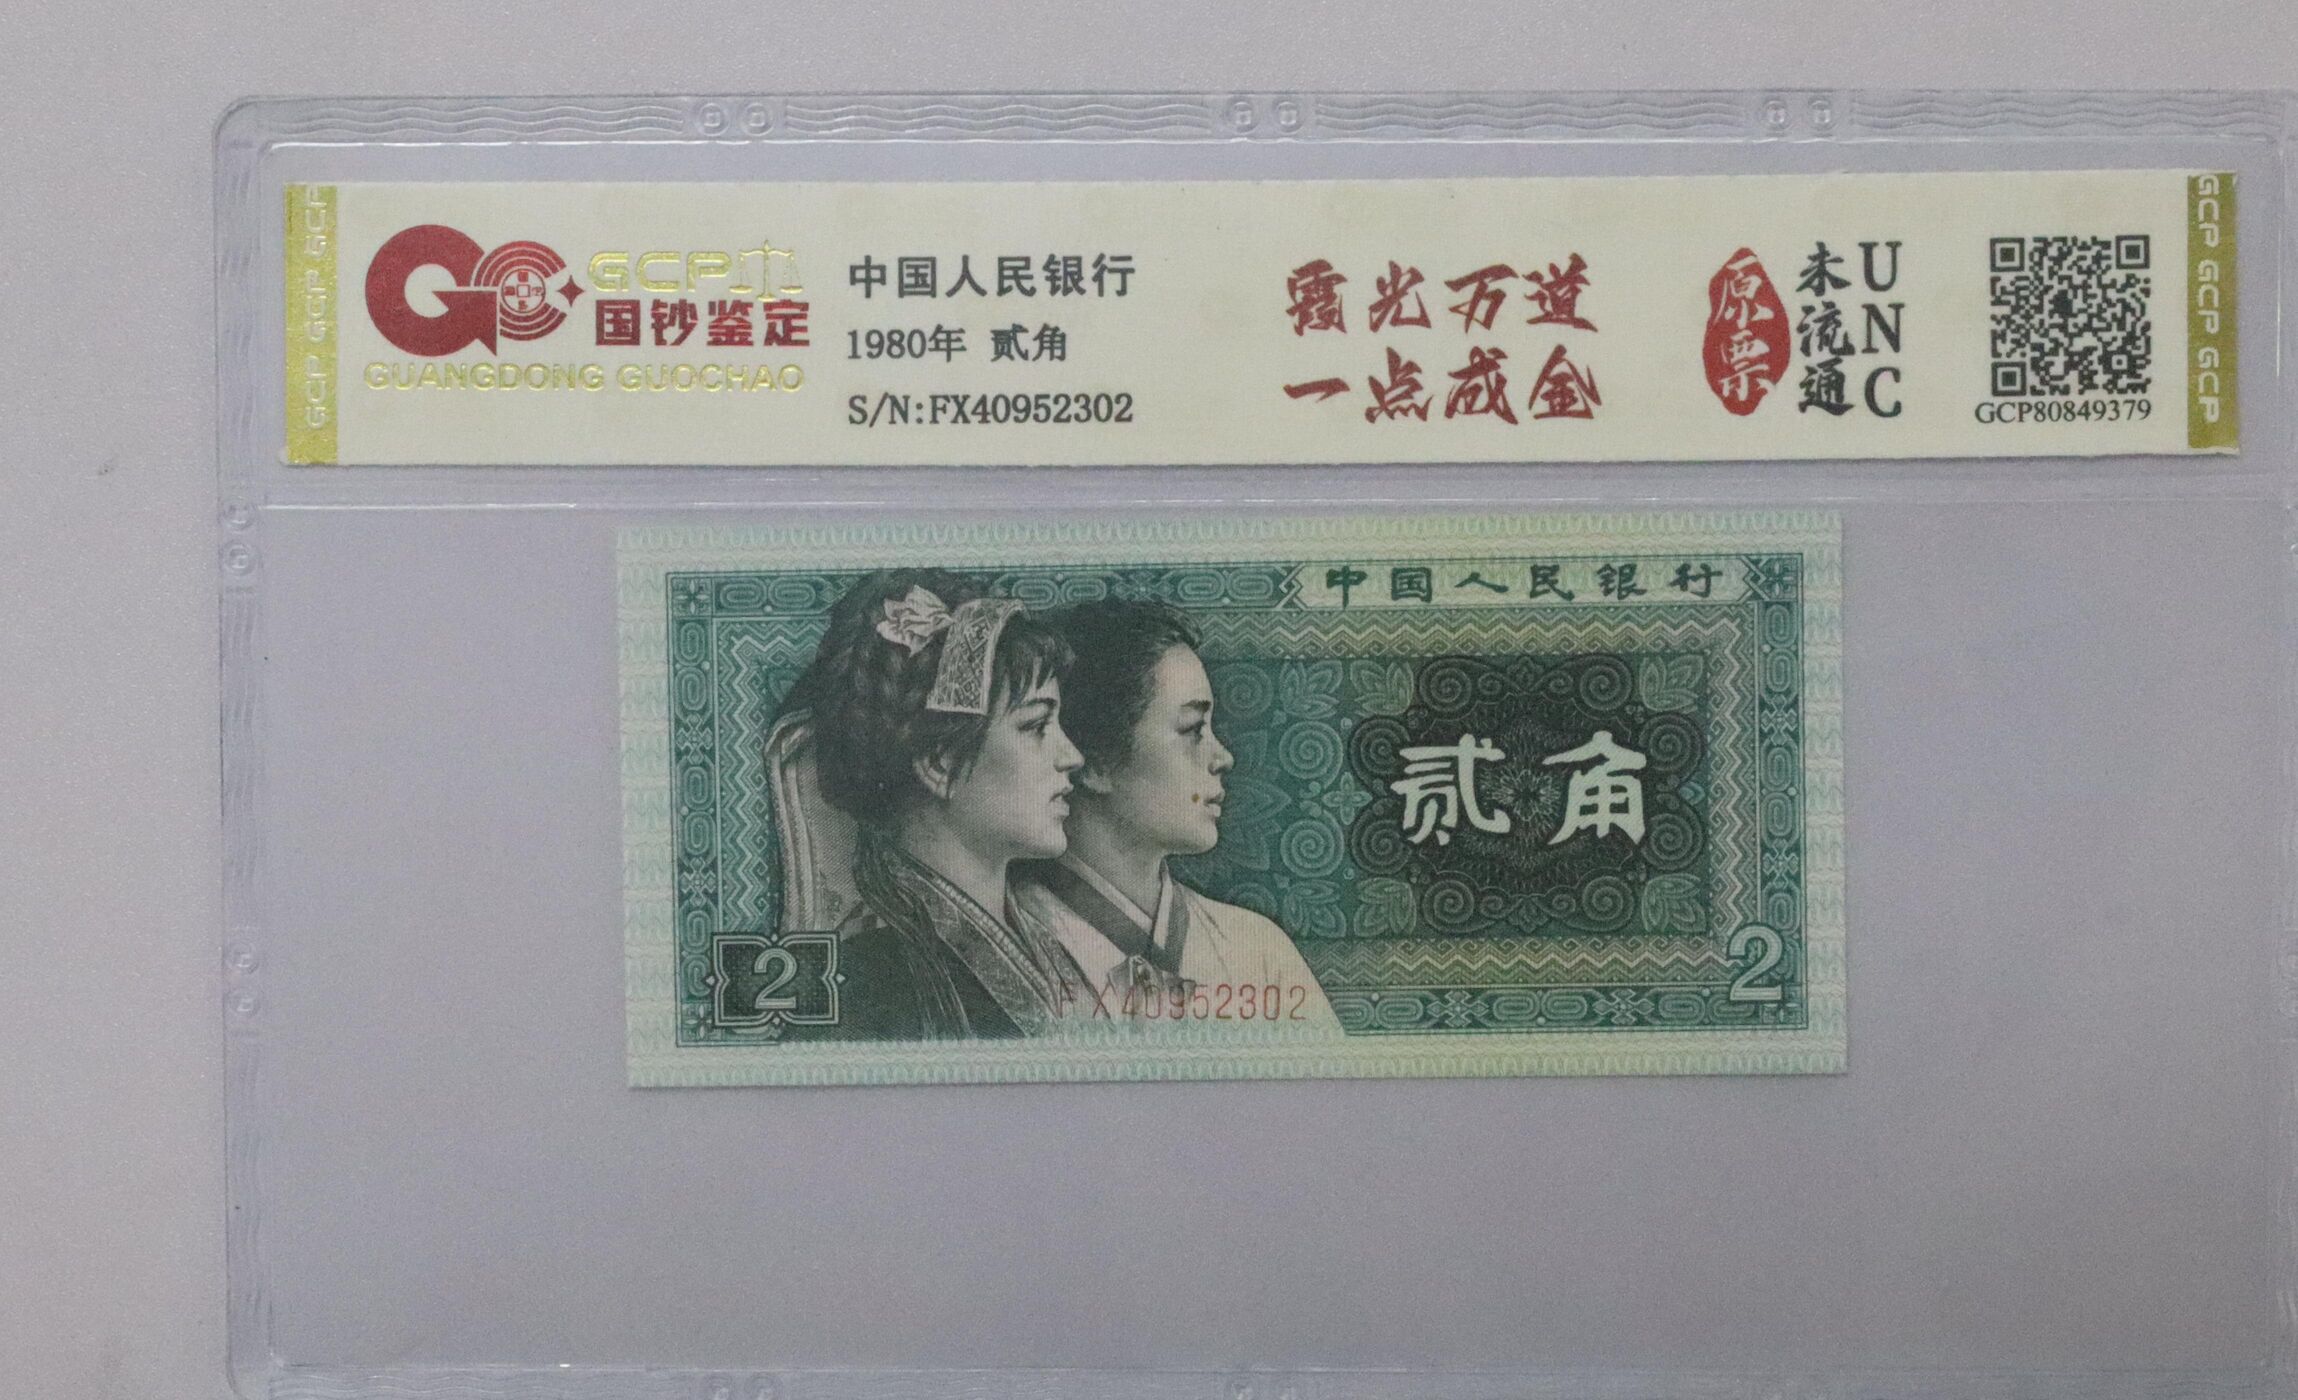 GCP
国钞鉴定
GUANGDONG GUOCHAO
中国人民银行
1980年 贰角
S/N:FX40952302
霞光万道
一点成金
原票
未流通
UNC
GCP80849379
GCP GCP GCP
GCP GCP GCP
中国人民银行
贰角
2
2
FX40952302